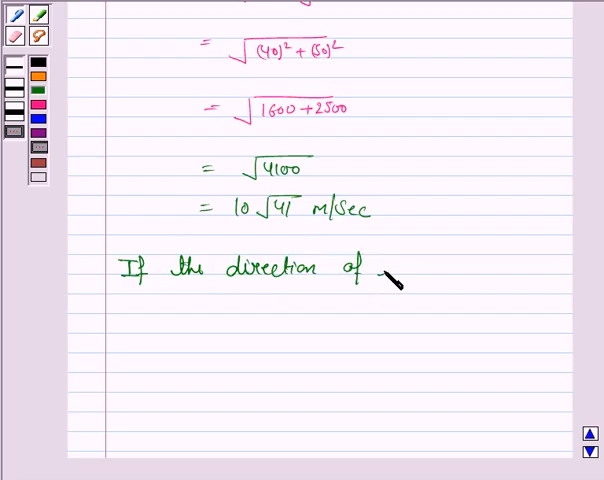 = √(40)² + (50)²
= √1600 + 2500
= √4100
= 10 √41 m/sec
If the direction of